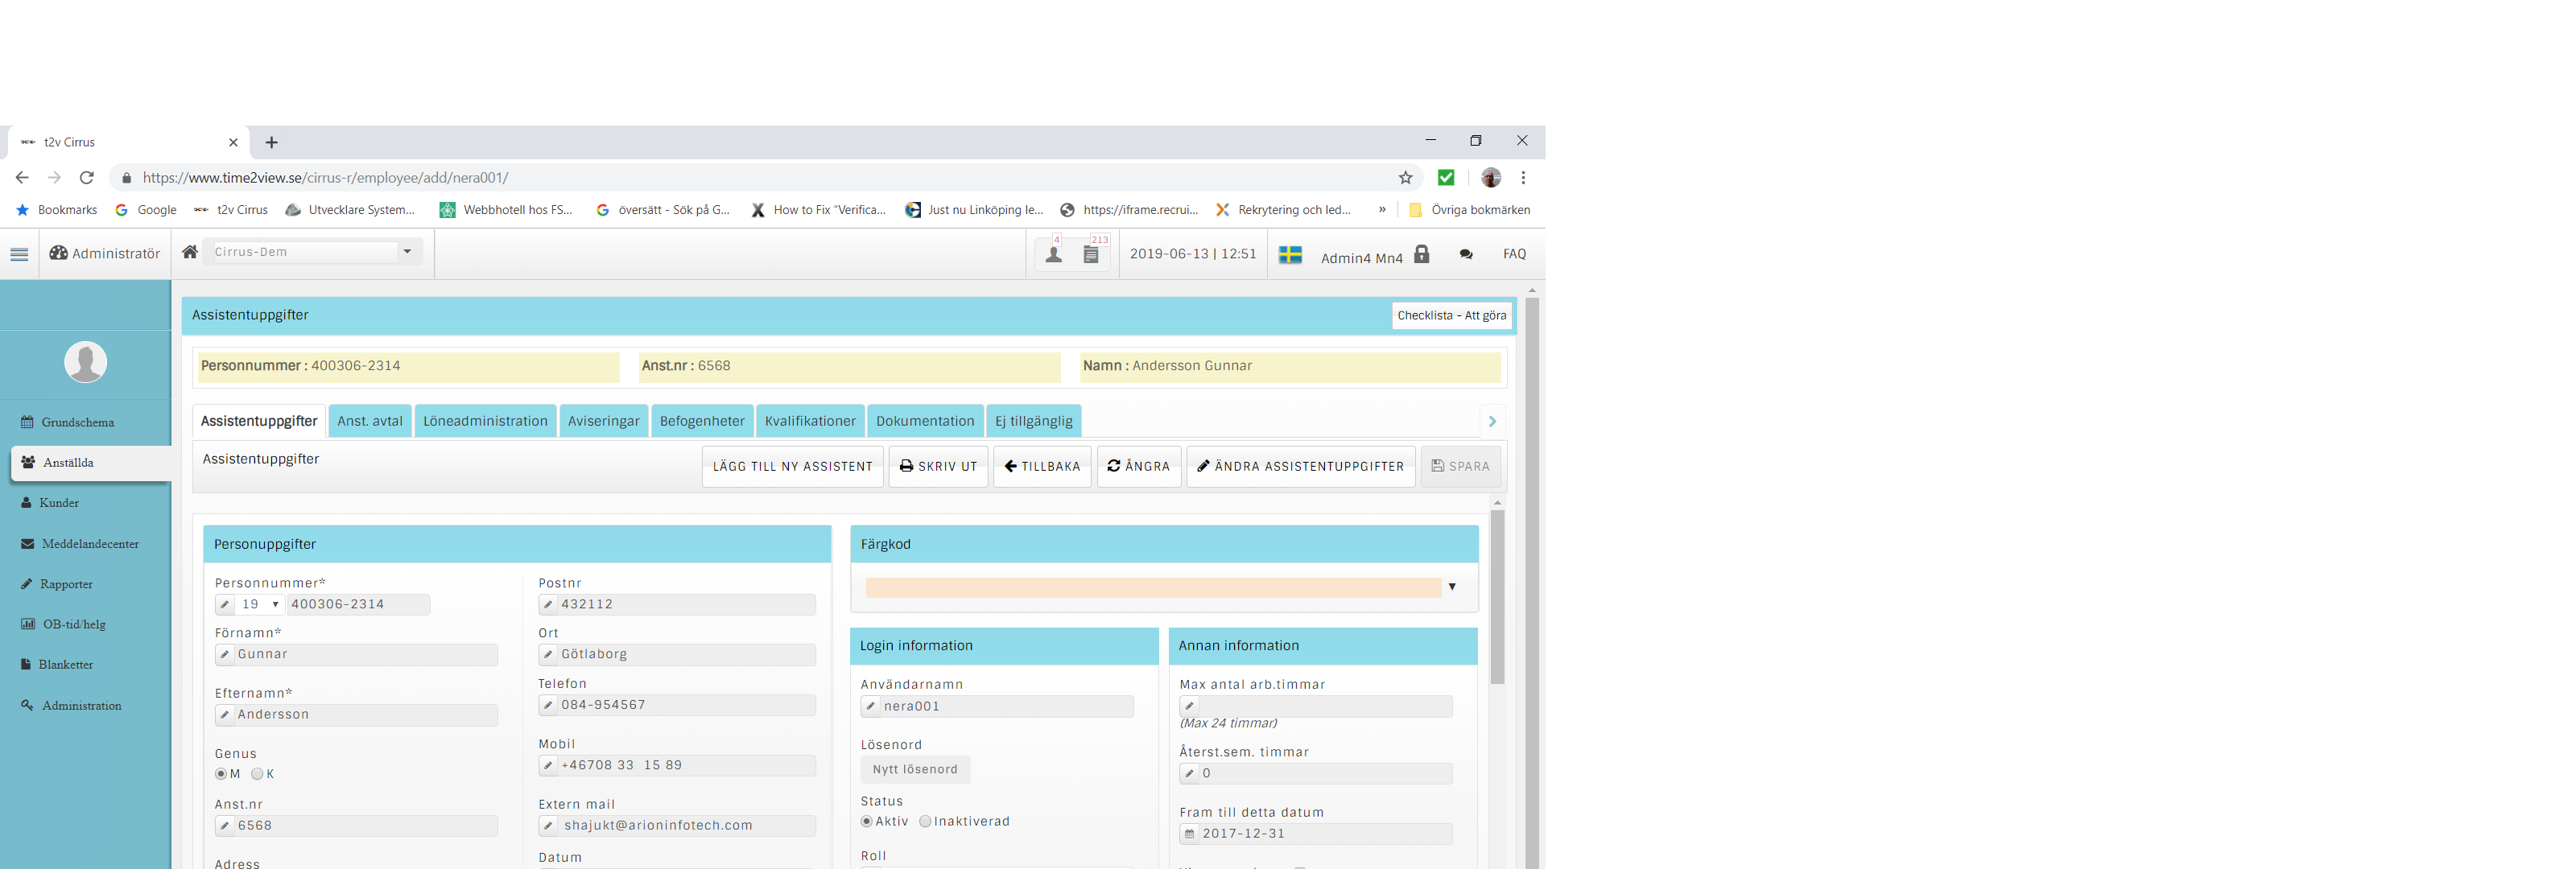 t2v Cirrus
https://www.time2view.se/cirrus-r/employee/add/nera001/
Bookmarks Google t2v Cirrus Utvecklare System... Webbhotell hos FS... översätt - Sök på G... How to Fix "Verifica... Just nu Linköping le... https://iframe.recrui... Rekrytering och led... » Övriga bokmärken
Administratör Cirrus-Dem 4 213 2019-06-13 | 12:51 Admin4 Mn4 FAQ
Assistentuppgifter Checklista - Att göra
Personnummer : 400306-2314 Anst.nr : 6568 Namn : Andersson Gunnar
Assistentuppgifter Anst. avtal Löneadministration Aviseringar Befogenheter Kvalifikationer Dokumentation Ej tillgänglig
Assistentuppgifter LÄGG TILL NY ASSISTENT SKRIV UT TILLBAKA ÅNGRA ÄNDRA ASSISTENTUPPGIFTER SPARA
Grundschema
Anställda
Kunder
Meddelandecenter
Rapporter
OB-tid/helg
Blanketter
Administration
Personuppgifter
Personnummer*
19 400306-2314
Förnamn*
Gunnar
Efternamn*
Andersson
Genus
M K
Anst.nr
6568
Adress
Postnr
432112
Ort
Götlaborg
Telefon
084-954567
Mobil
+46708 33 15 89
Extern mail
shajukt@arioninfotech.com
Datum
Färgkod
Login information
Användarnamn
nera001
Lösenord
Nytt lösenord
Status
Aktiv Inaktiverad
Roll
Annan information
Max antal arb.timmar
(Max 24 timmar)
Återst.sem. timmar
0
Fram till detta datum
2017-12-31